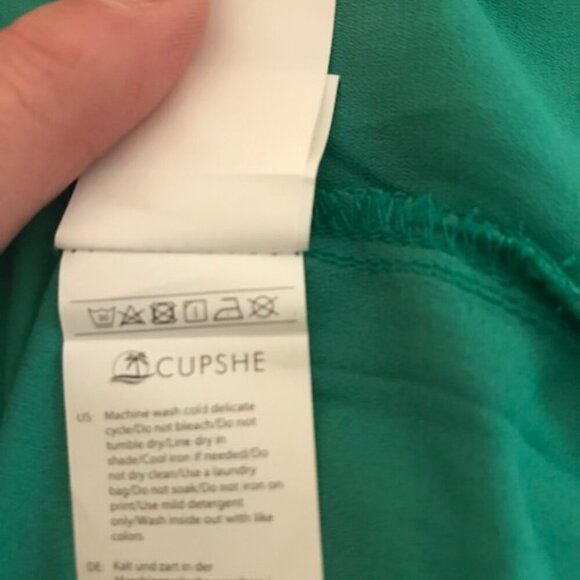 CUPSHE
US Machine wash cold delicate
cycle/Do not bleach/Do not
tumble dry/Line dry in
shade/Cool iron if needed/Do
not dry clean/Use a laundry
bag/Do not soak/Do not iron on
print/Use mild detergent
only/Wash inside out with like
colors
DE: Kalt und zart in der